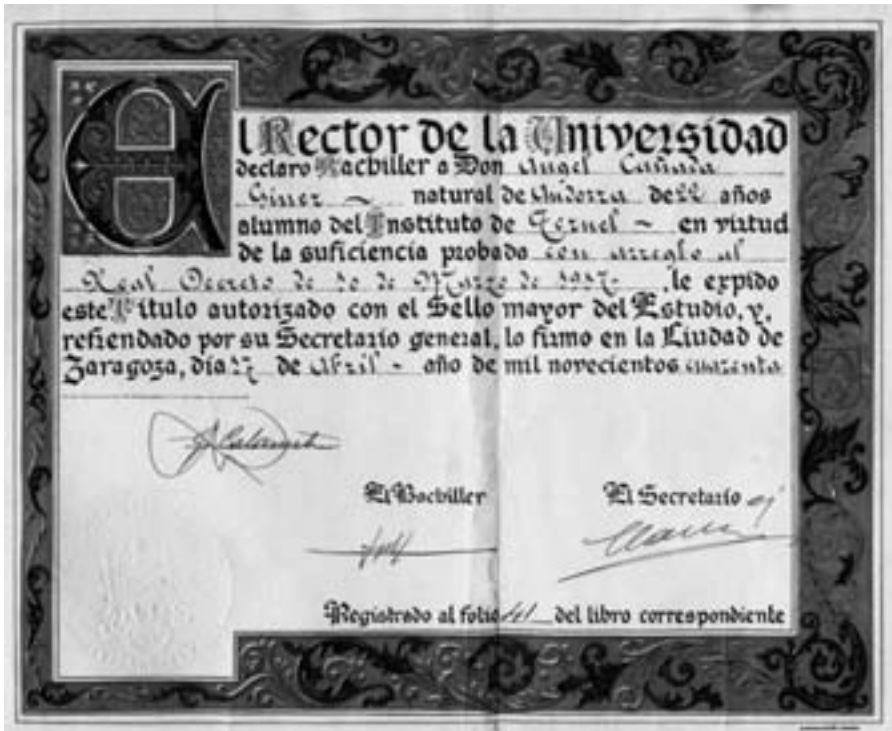 El Rector de la Universidad
declaro Bachiller a Don Angel Cañada
Giner ~ natural de Andorra de 22 años
alumno del Instituto de Teruel ~ en virtud
de la suficiencia probada con arreglo al
Real Decreto de 10 de Marzo de 1917, le expido
este Título autorizado con el Sello mayor del Estudio, y,
refrendado por su Secretario general, lo firmo en la Ciudad de
Zaragoza, día 27 de Abril - año de mil novecientos cuarenta
El Bachiller
El Secretario
Registrado al folio 41 del libro correspondiente